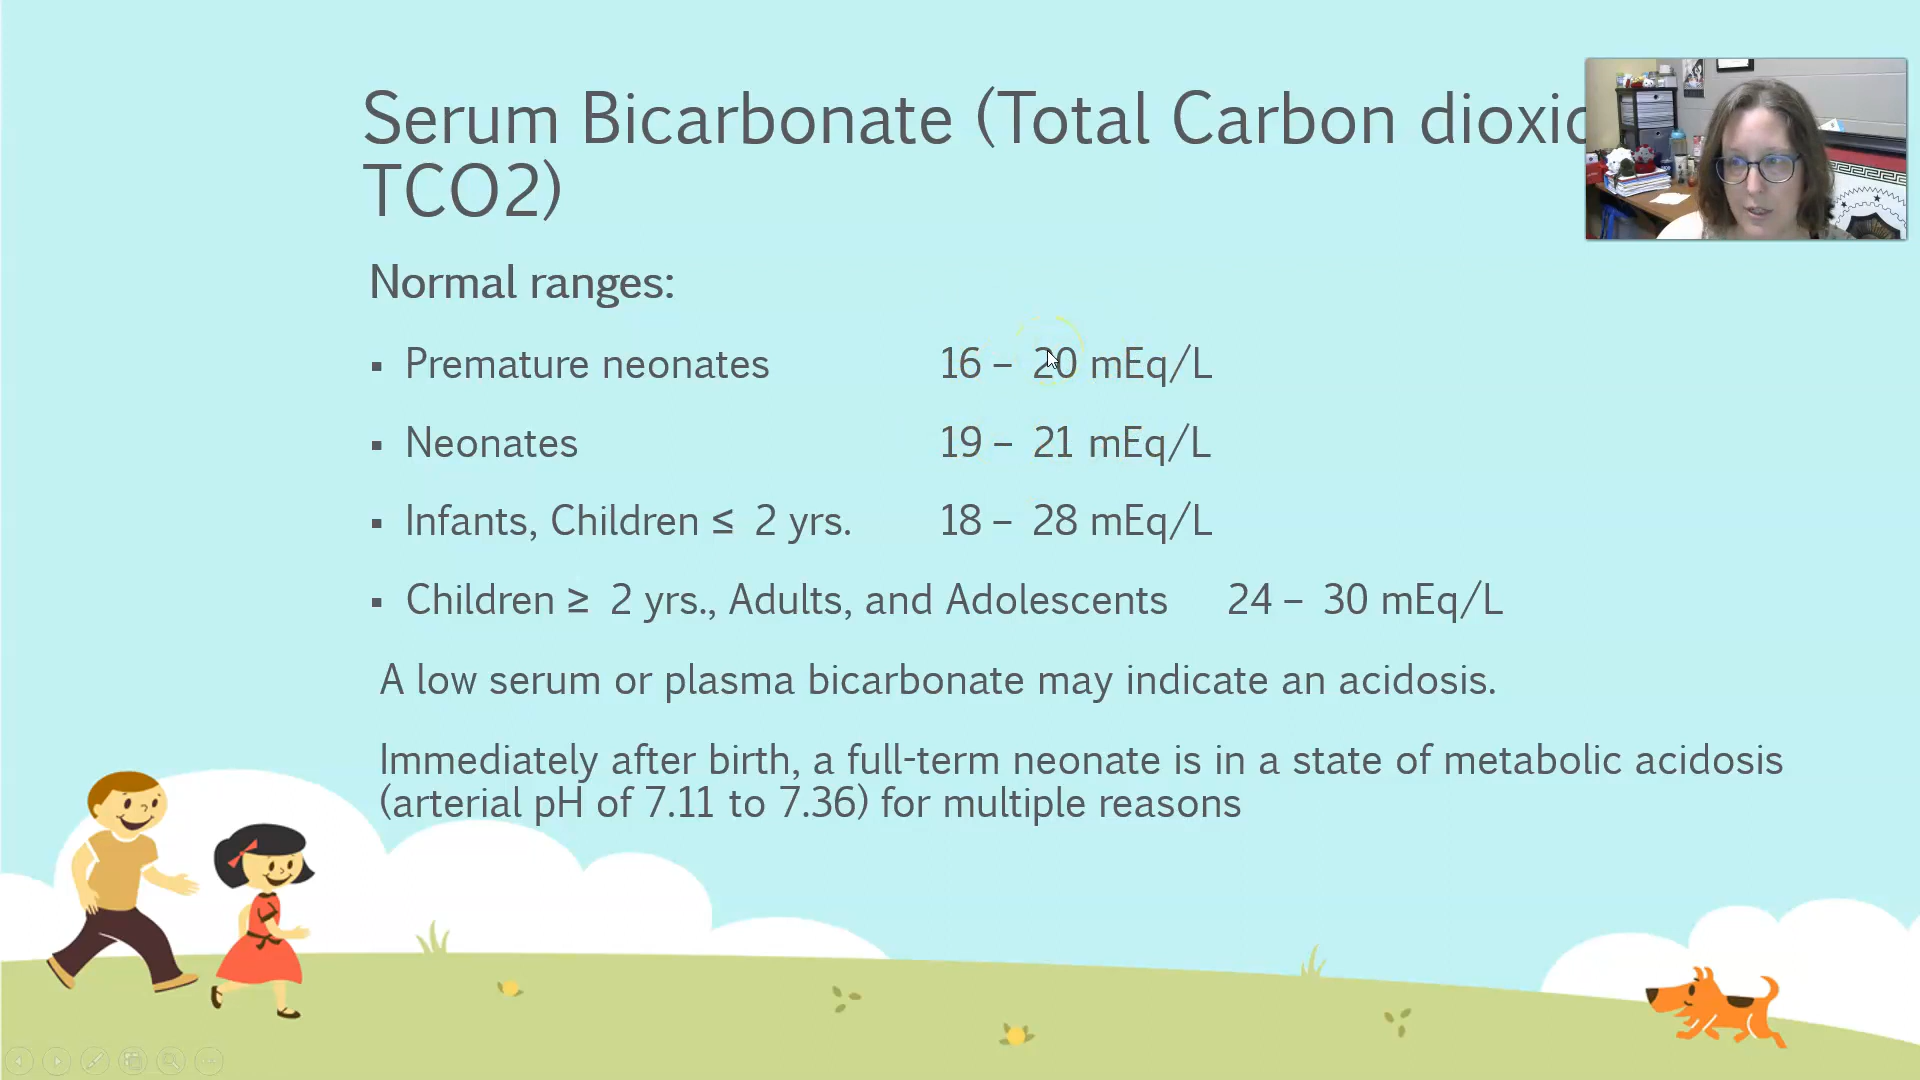 Serum Bicarbonate (Total Carbon
TCO2)
Normal ranges:
▪ Premature neonates 16 – 20 mEq/L
▪ Neonates 19 – 21 mEq/L
▪ Infants, Children ≤ 2 yrs. 18 – 28 mEq/L
▪ Children ≥ 2 yrs., Adults, and Adolescents 24 – 30 mEq/L
A low serum or plasma bicarbonate may indicate an acidosis.
Immediately after birth, a full-term neonate is in a state of metabolic acidosis
(arterial pH of 7.11 to 7.36) for multiple reasons